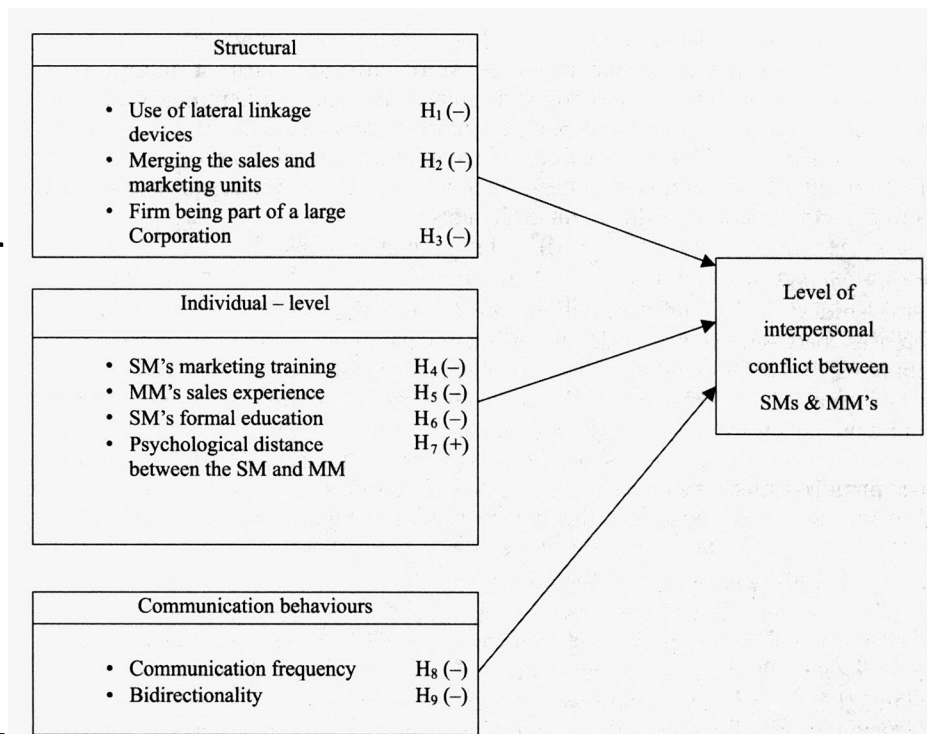 Structural
• Use of lateral linkage H₁ (–)
devices
• Merging the sales and H₂ (–)
marketing units
• Firm being part of a large
Corporation H₃ (–)
Individual – level
• SM's marketing training H₄ (–)
• MM's sales experience H₅ (–)
• SM's formal education H₆ (–)
• Psychological distance H₇ (+)
between the SM and MM
Communication behaviours
• Communication frequency H₈ (–)
• Bidirectionality H₉ (–)
Level of
interpersonal
conflict between
SMs & MM's